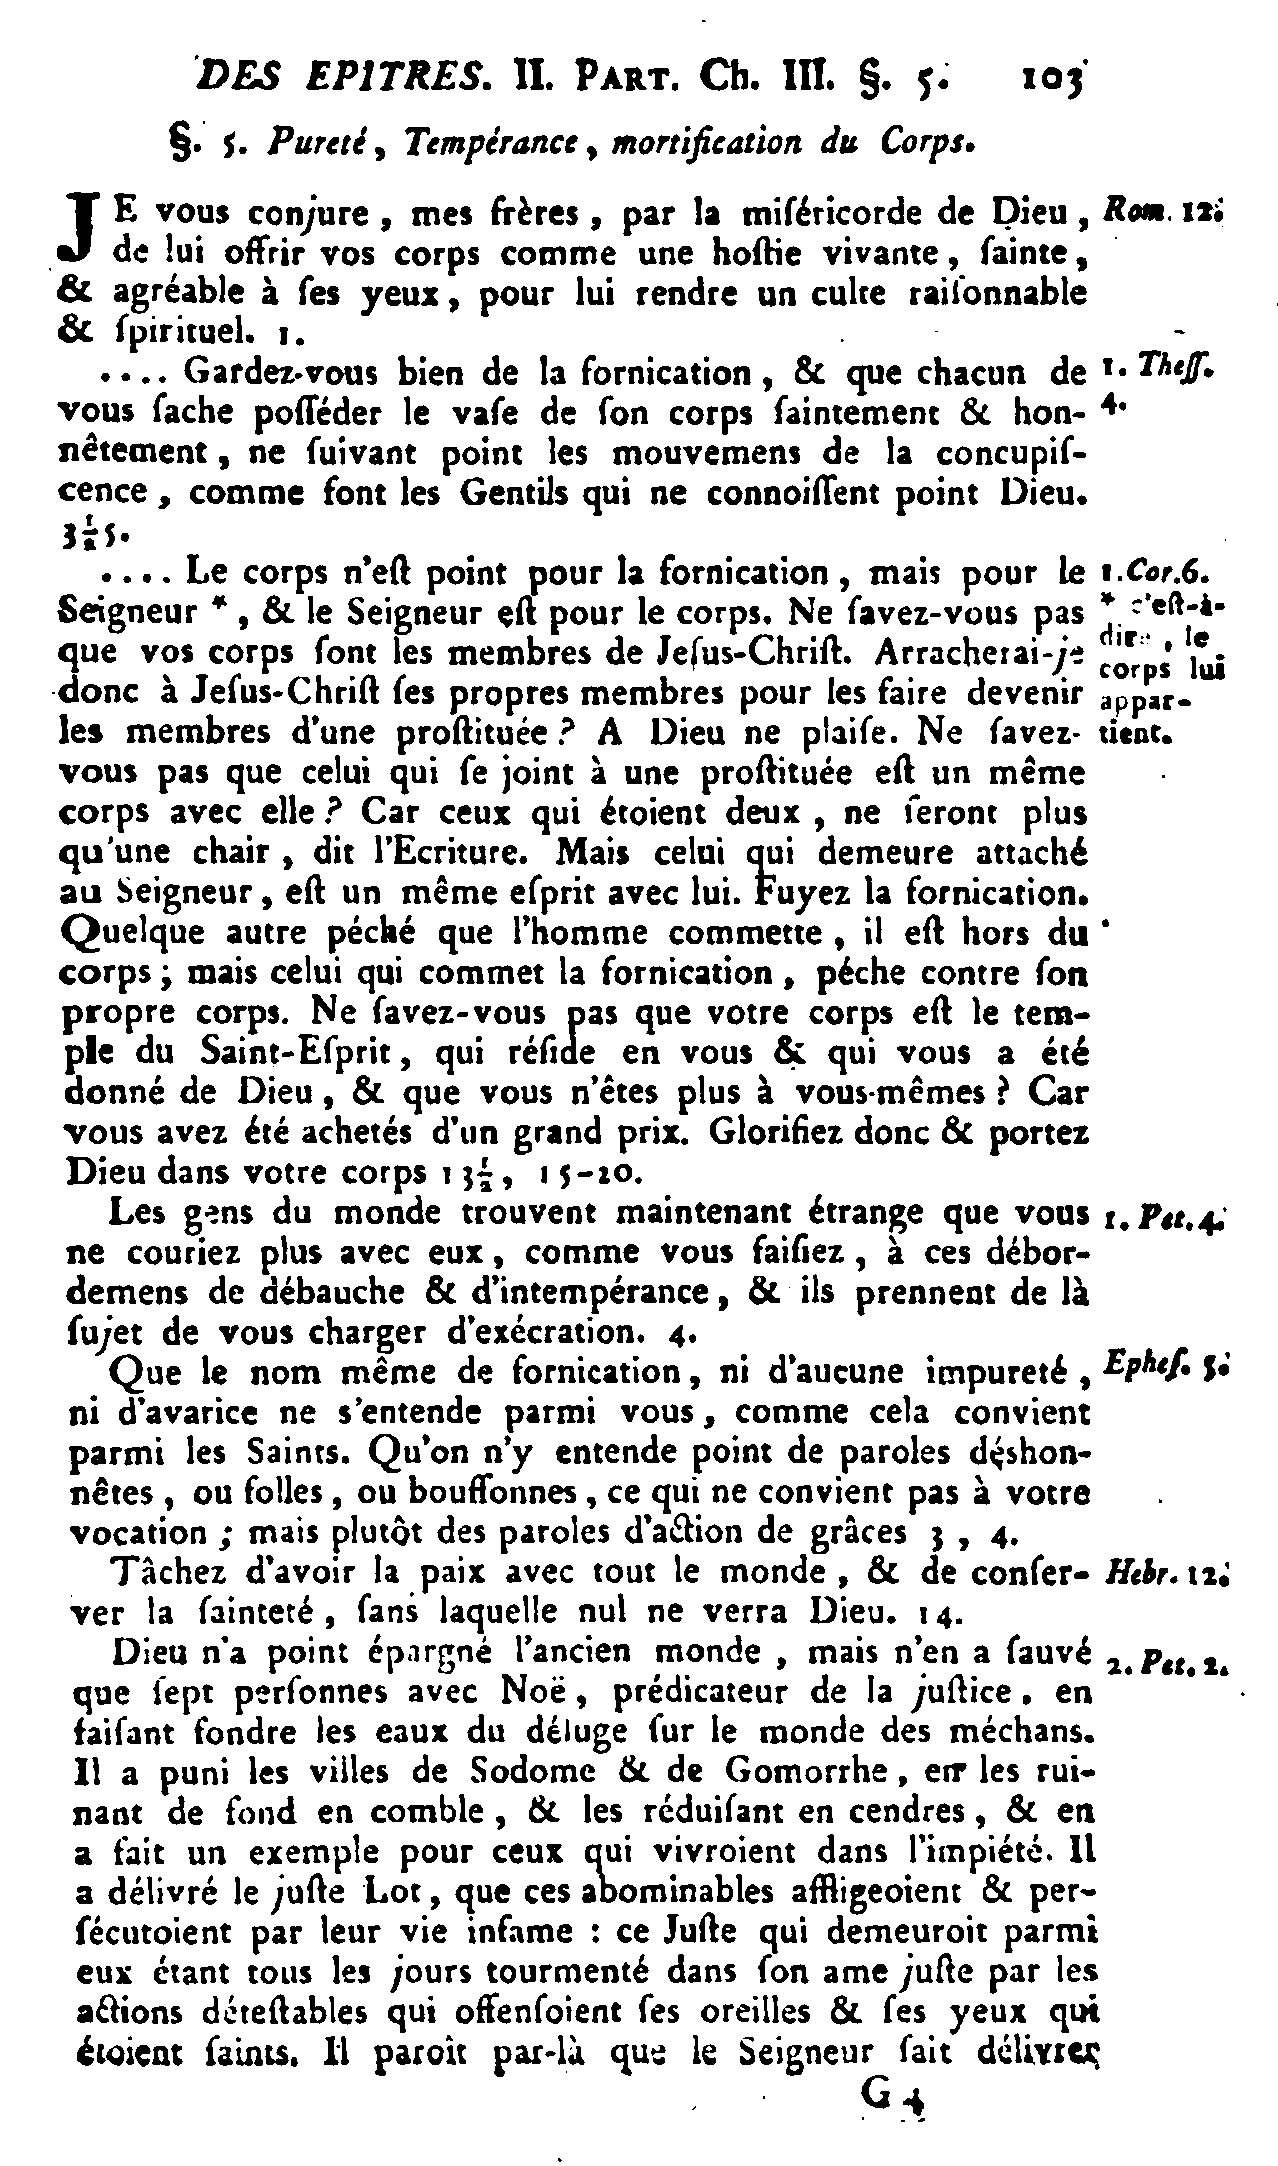 DES EPITRES. II. PART. Ch. III. §. 5. 103
§. 5. Pureté, Tempérance, mortification du Corps.
JE vous conjure, mes frères, par la miſéricorde de Dieu, Rom. 12.
de lui offrir vos corps comme une hoſtie vivante, ſainte,
& agréable à ſes yeux, pour lui rendre un culte raiſonnable
& ſpirituel. 1.
.... Gardez-vous bien de la fornication, & que chacun de 1. Theſſ.
vous ſache poſſéder le vaſe de ſon corps ſaintement & hon- 4.
nêtement, ne ſuivant point les mouvemens de la concupiſ-
cence, comme font les Gentils qui ne connoiſſent point Dieu.
3½5.
.... Le corps n'eſt point pour la fornication, mais pour le 1.Cor.6.
Seigneur *, & le Seigneur eſt pour le corps. Ne ſavez-vous pas * c'eſt-à-
que vos corps ſont les membres de Jeſus-Chriſt. Arracherai-je dire, le
donc à Jeſus-Chriſt ſes propres membres pour les faire devenir corps lui appar-
les membres d'une proſtituée? A Dieu ne plaiſe. Ne ſavez- tient.
vous pas que celui qui ſe joint à une proſtituée eſt un même
corps avec elle? Car ceux qui étoient deux, ne ſeront plus
qu'une chair, dit l'Ecriture. Mais celui qui demeure attaché
au Seigneur, eſt un même eſprit avec lui. Fuyez la fornication.
Quelque autre péché que l'homme commette, il eſt hors du
corps; mais celui qui commet la fornication, péche contre ſon
propre corps. Ne ſavez-vous pas que votre corps eſt le tem-
ple du Saint-Eſprit, qui réſide en vous & qui vous a été
donné de Dieu, & que vous n'êtes plus à vous-mêmes? Car
vous avez été achetés d'un grand prix. Glorifiez donc & portez
Dieu dans votre corps 13½, 15-20.
Les gens du monde trouvent maintenant étrange que vous 1. Pet. 4.
ne couriez plus avec eux, comme vous faiſiez, à ces débor-
demens de débauche & d'intempérance, & ils prennent de là
ſujet de vous charger d'exécration. 4.
Que le nom même de fornication, ni d'aucune impureté, Epheſ. 5.
ni d'avarice ne s'entende parmi vous, comme cela convient
parmi les Saints. Qu'on n'y entende point de paroles déshon-
nêtes, ou folles, ou bouffonnes, ce qui ne convient pas à votre
vocation; mais plutôt des paroles d'action de grâces 3, 4.
Tâchez d'avoir la paix avec tout le monde, & de conſer- Hebr. 12.
ver la ſainteté, ſans laquelle nul ne verra Dieu. 14.
Dieu n'a point épargné l'ancien monde, mais n'en a ſauvé 2. Pet. 2.
que ſept perſonnes avec Noë, prédicateur de la juſtice, en
faiſant fondre les eaux du déluge ſur le monde des méchans.
Il a puni les villes de Sodome & de Gomorrhe, en les rui-
nant de fond en comble, & les réduiſant en cendres, & en
a fait un exemple pour ceux qui vivroient dans l'impiété. Il
a délivré le juſte Lot, que ces abominables affligeoient & per-
ſécutoient par leur vie infame : ce Juſte qui demeuroit parmi
eux étant tous les jours tourmenté dans ſon ame juſte par les
actions déteſtables qui offenſoient ſes oreilles & ſes yeux qui
étoient ſaints. Il paroît par-là que le Seigneur ſait délivrer
G 4